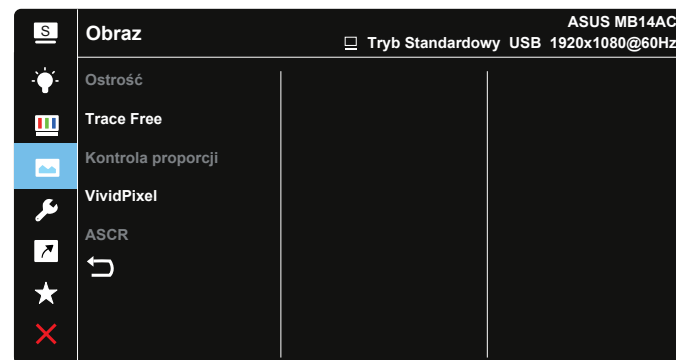 S
Obraz
ASUS MB14AC
Tryb Standardowy USB 1920x1080@60Hz
Ostrość
Trace Free
Kontrola proporcji
VividPixel
ASCR